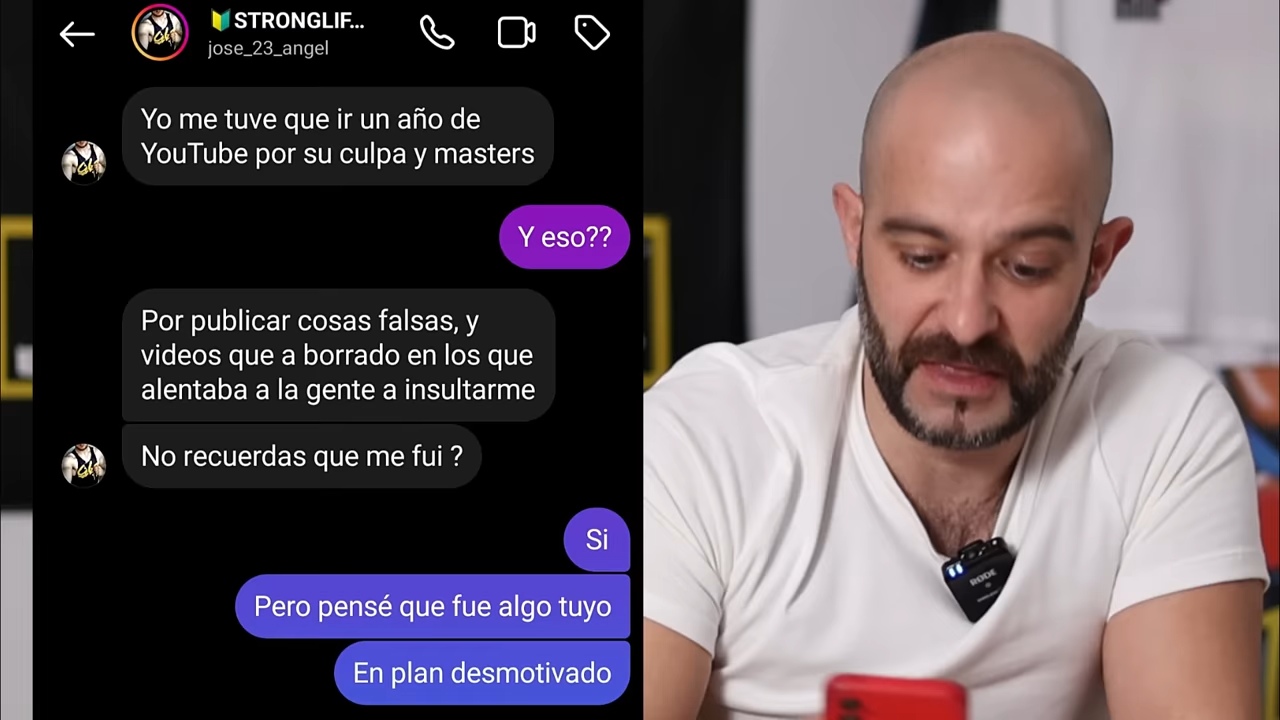 🔰STRONGLIF...
jose_23_angel
Yo me tuve que ir un año de
YouTube por su culpa y masters
Y eso??
Por publicar cosas falsas, y
videos que a borrado en los que
alentaba a la gente a insultarme
No recuerdas que me fui ?
Si
Pero pensé que fue algo tuyo
En plan desmotivado
RODE